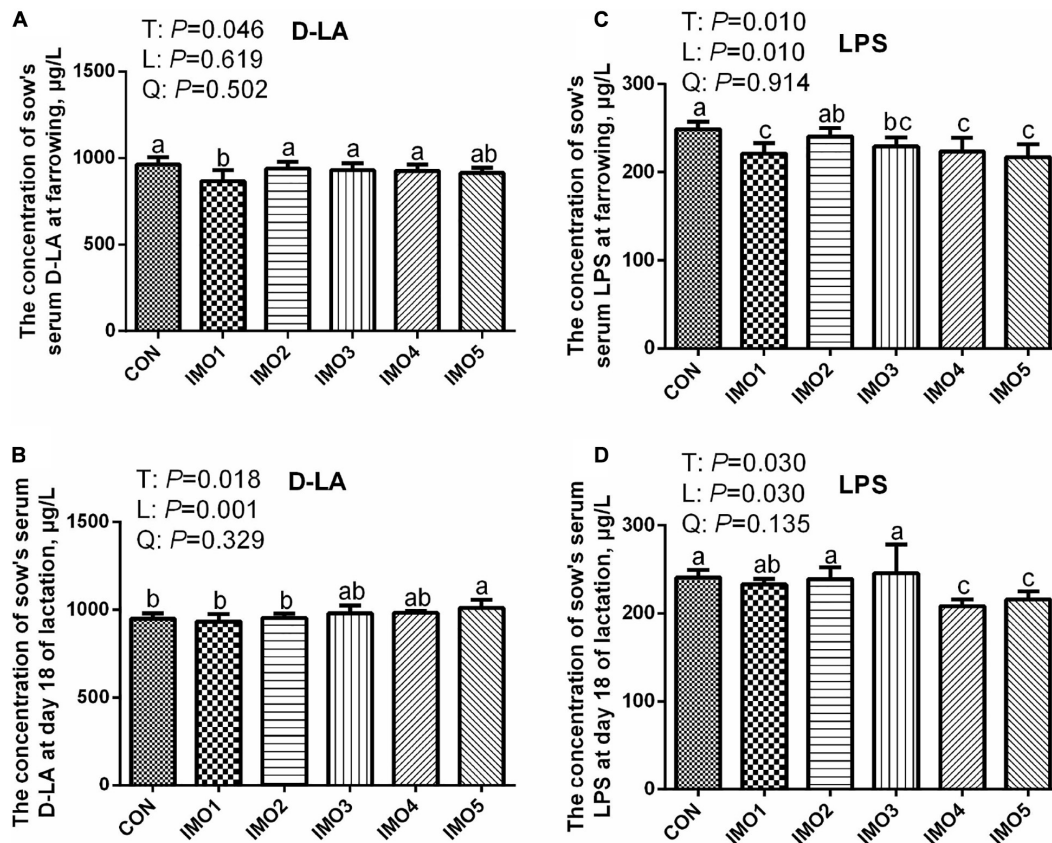 A
T: P=0.046
L: P=0.619
Q: P=0.502
D-LA
The concentration of sow's
serum D-LA at farrowing, μg/L
1500
1000
500
0
a
b
a
a
a
ab
CON
IMO1
IMO2
IMO3
IMO4
IMO5
C
T: P=0.010
L: P=0.010
Q: P=0.914
LPS
The concentration of sow's
serum LPS at farrowing, μg/L
300
200
100
0
a
c
ab
bc
c
c
CON
IMO1
IMO2
IMO3
IMO4
IMO5
B
T: P=0.018
L: P=0.001
Q: P=0.329
D-LA
The concentration of sow's serum
D-LA at day 18 of lactation, μg/L
1500
1000
500
0
b
b
b
ab
ab
a
CON
IMO1
IMO2
IMO3
IMO4
IMO5
D
T: P=0.030
L: P=0.030
Q: P=0.135
LPS
The concentration of sow's serum
LPS at day 18 of lactation, μg/L
300
200
100
0
a
ab
a
a
c
c
CON
IMO1
IMO2
IMO3
IMO4
IMO5